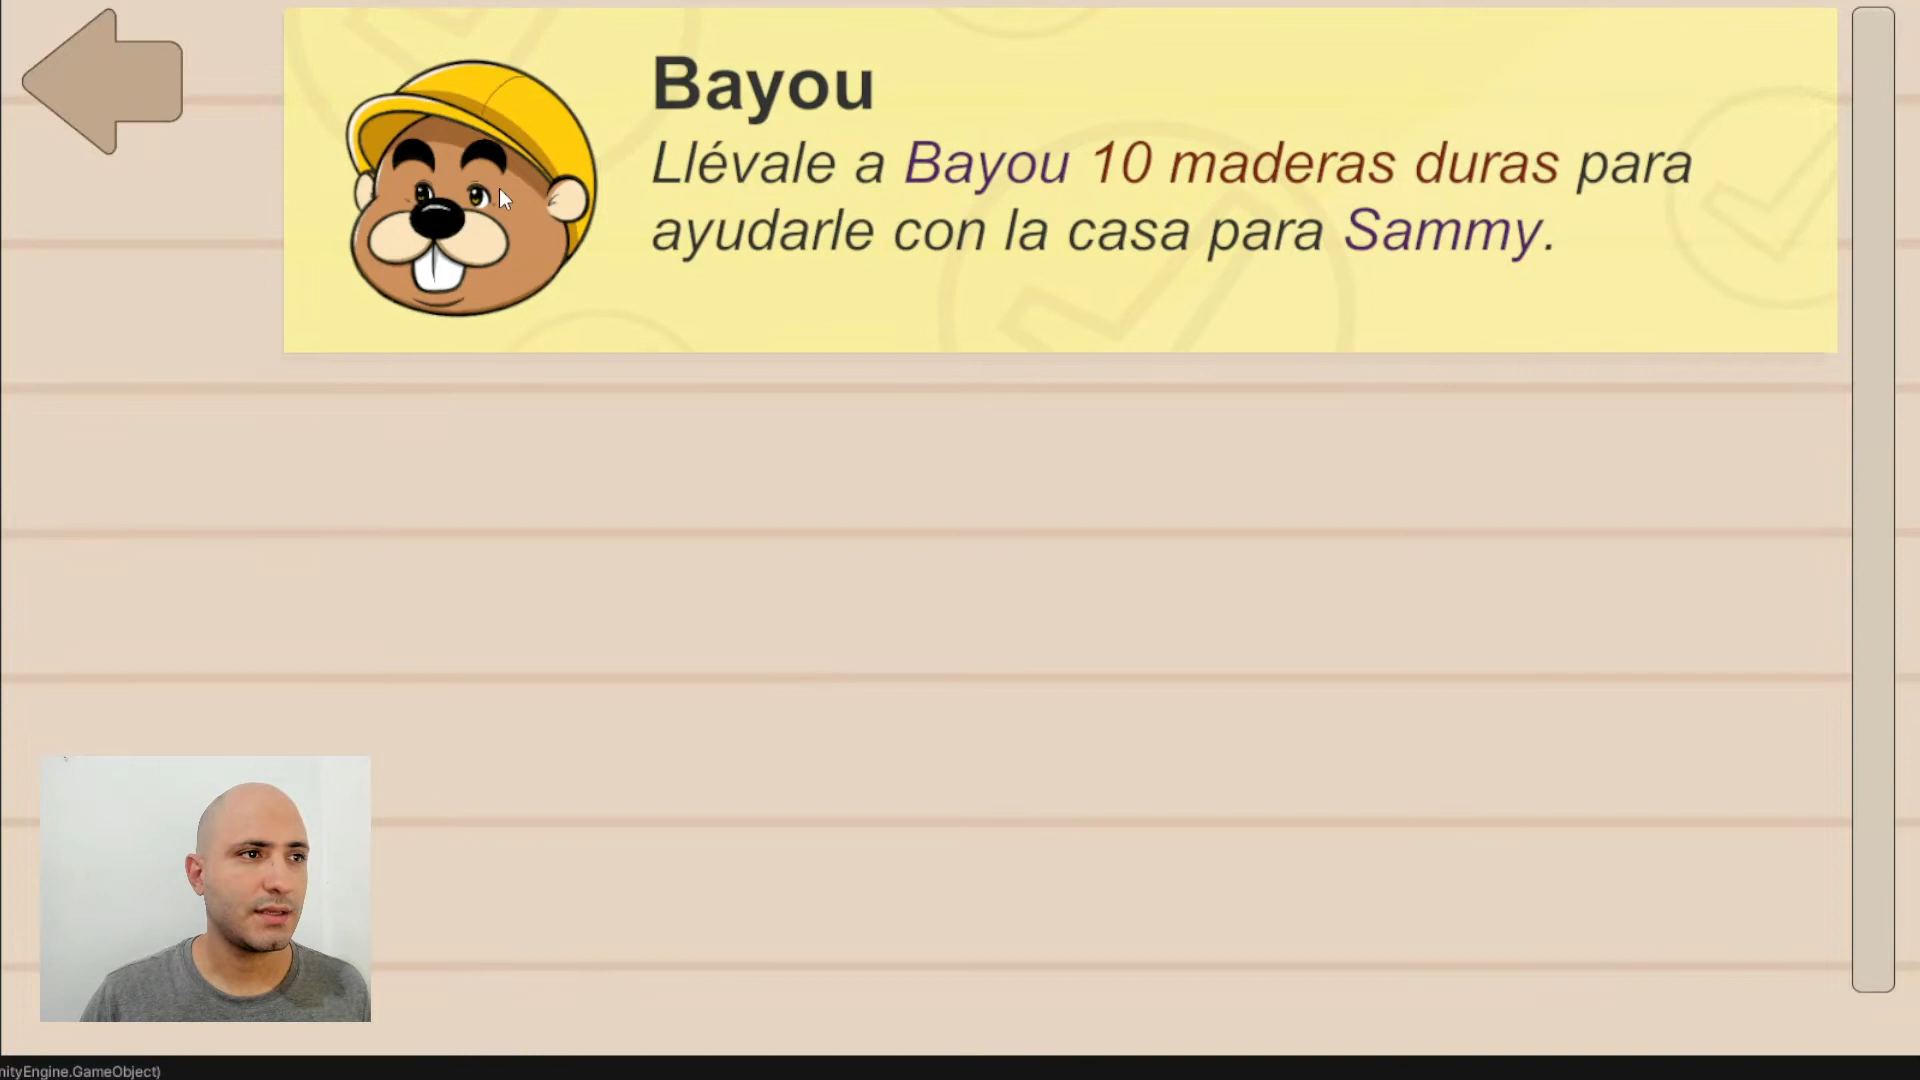 Bayou
Llévale a Bayou 10 maderas duras para
ayudarle con la casa para Sammy.
nityEngine.GameObject)